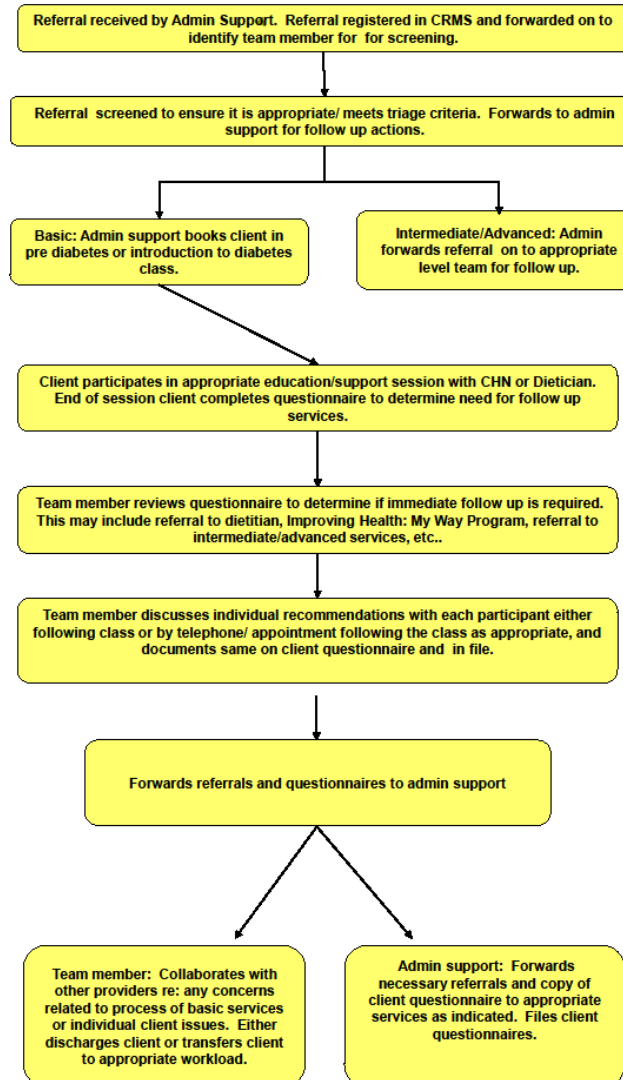 Referral received by Admin Support.  Referral registered in CRMS and forwarded on to
identify team member for  for screening.
Referral  screened to ensure it is appropriate/ meets triage criteria.  Forwards to admin
support for follow up actions.
Basic: Admin support books client in
pre diabetes or introduction to diabetes
class.
Intermediate/Advanced: Admin
forwards referral  on to appropriate
level team for follow up.
Client participates in appropriate education/support session with CHN or Dietician.
End of session client completes questionnaire to determine need for follow up
services.
Team member reviews questionnaire to determine if immediate follow up is required.
This may include referral to dietitian, Improving Health: My Way Program, referral to
intermediate/advanced services, etc..
Team member discusses individual recommendations with each participant either
following class or by telephone/ appointment following the class as appropriate, and
documents same on client questionnaire and  in file.
Forwards referrals and questionnaires to admin support
Team member:  Collaborates with
other providers re: any concerns
related to process of basic services
or individual client issues.  Either
discharges client or transfers client
to appropriate workload.
Admin support:  Forwards
necessary referrals and copy of
client questionnaire to appropriate
services as indicated.  Files client
questionnaires.